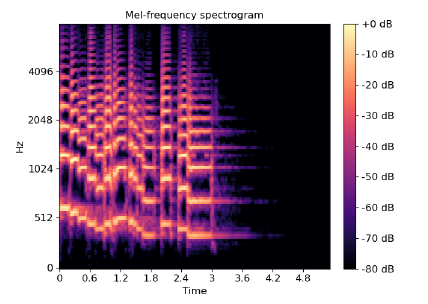 Mel-frequency spectrogram
+0 dB
4096
-10 dB
-20 dB
2048
-30 dB
Hz
1024
-40 dB
-50 dB
512
-60 dB
-70 dB
0
-80 dB
0 0.6 1.2 1.8 2.4 3 3.6 4.2 4.8
Time